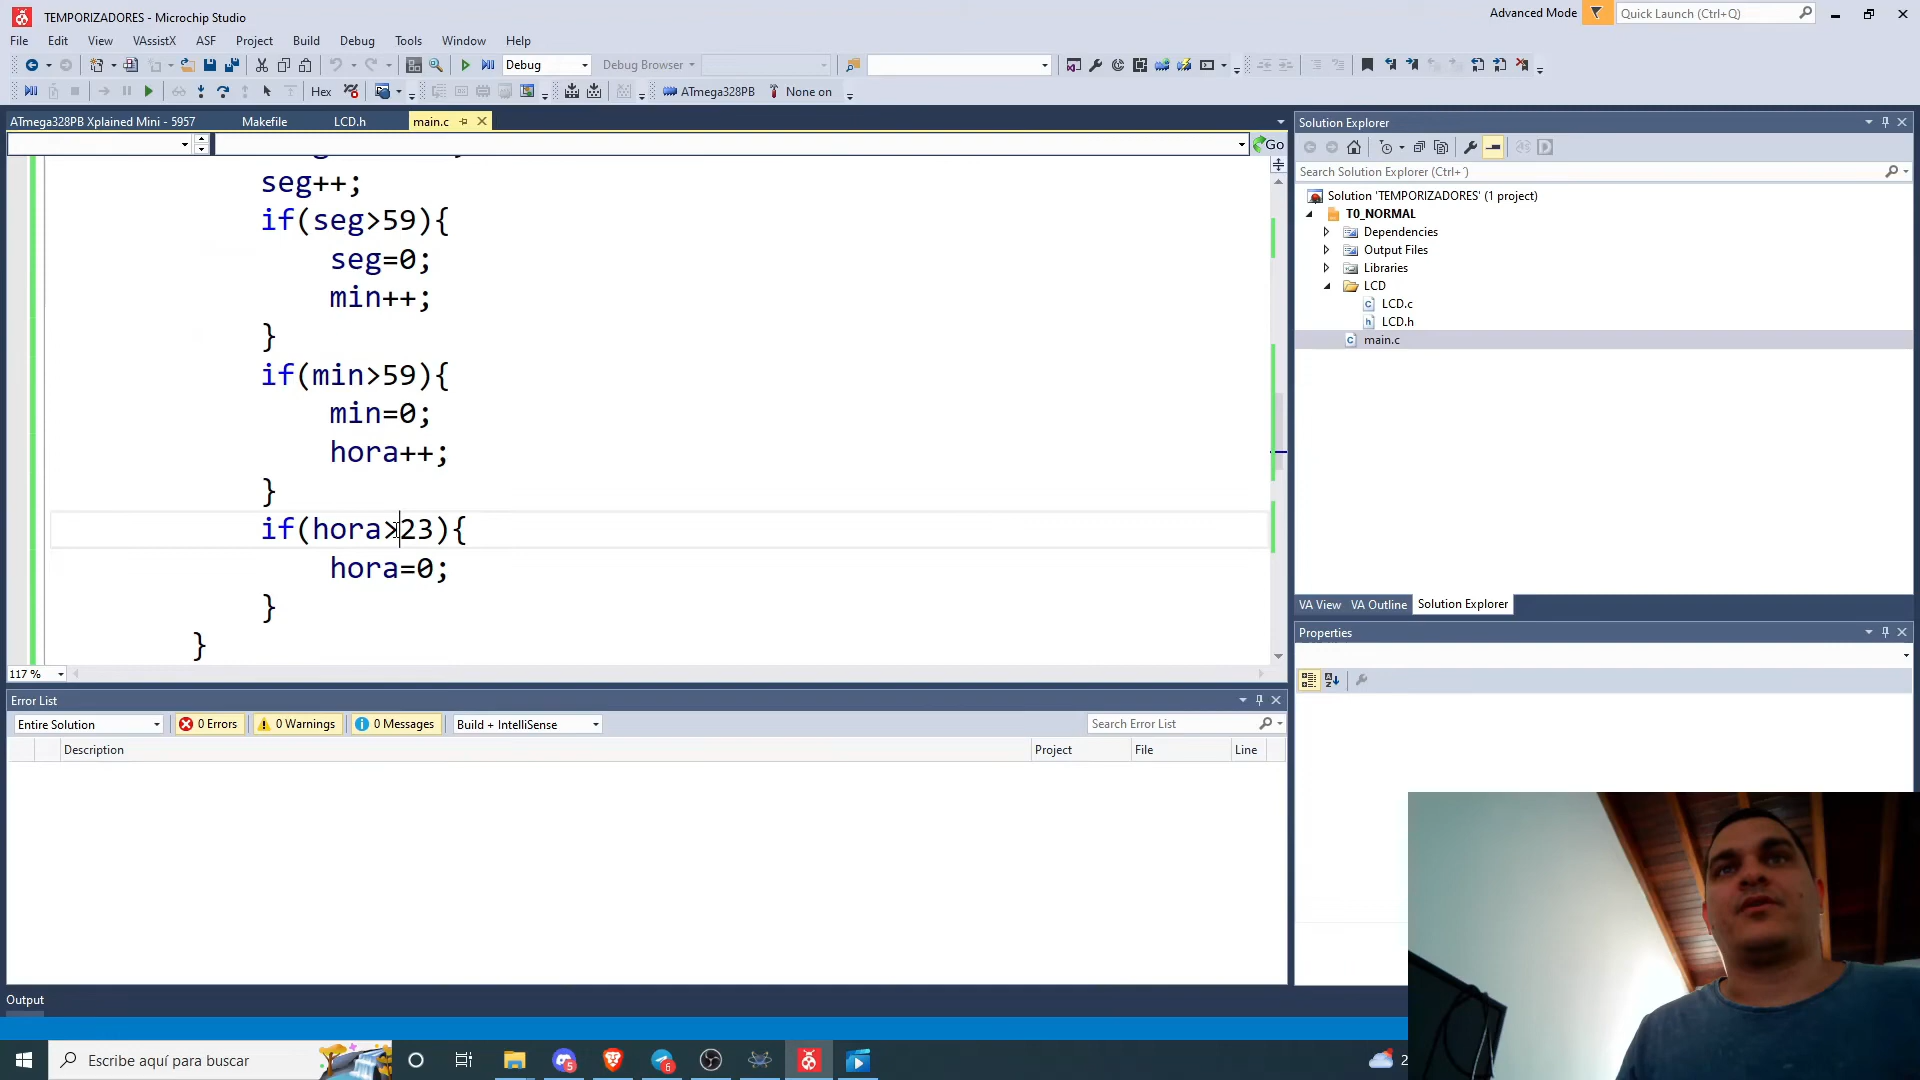 TEMPORIZADORES - Microchip Studio
Advanced Mode
Quick Launch (Ctrl+Q)
File Edit View VAssistX ASF Project Build Debug Tools Window Help
Debug
Debug Browser
Hex
ATmega328PB
None on
ATmega328PB Xplained Mini - 5957
Makefile
LCD.h
main.c
Go
seg++;
if(seg>59){
seg=0;
min++;
}
if(min>59){
min=0;
hora++;
}
if(hora>23){
hora=0;
}
}
117 %
Solution Explorer
Search Solution Explorer (Ctrl+´)
Solution 'TEMPORIZADORES' (1 project)
T0_NORMAL
Dependencies
Output Files
Libraries
LCD
LCD.c
LCD.h
main.c
VA View VA Outline Solution Explorer
Properties
Error List
Entire Solution
0 Errors
0 Warnings
0 Messages
Build + IntelliSense
Search Error List
Description
Project
File
Line
Output
Escribe aquí para buscar
5
6
2